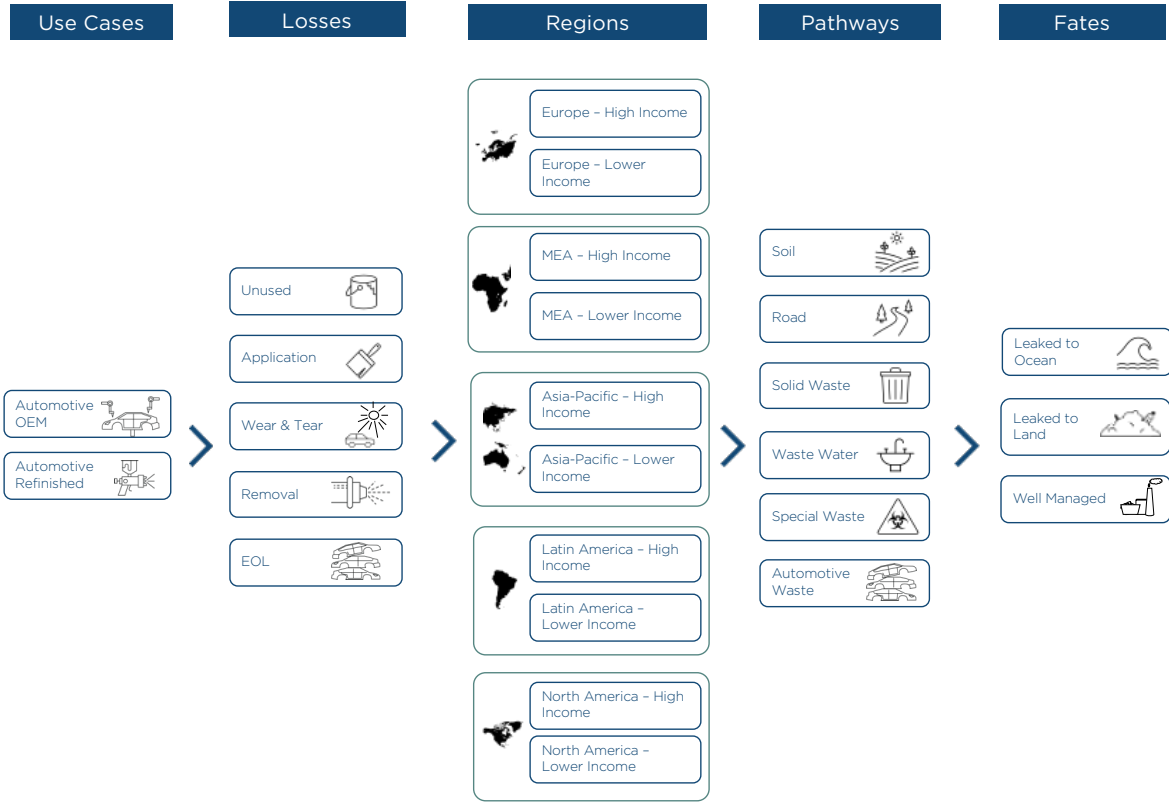 Use Cases
Losses
Regions
Pathways
Fates
Automotive
OEM
Automotive
Refinished
Unused
Application
Wear & Tear
Removal
EOL
Europe – High Income
Europe – Lower
Income
MEA – High Income
MEA – Lower Income
Asia-Pacific – High
Income
Asia-Pacific – Lower
Income
Latin America – High
Income
Latin America –
Lower Income
North America – High
Income
North America –
Lower Income
Soil
Road
Solid Waste
Waste Water
Special Waste
Automotive
Waste
Leaked to
Ocean
Leaked to
Land
Well Managed